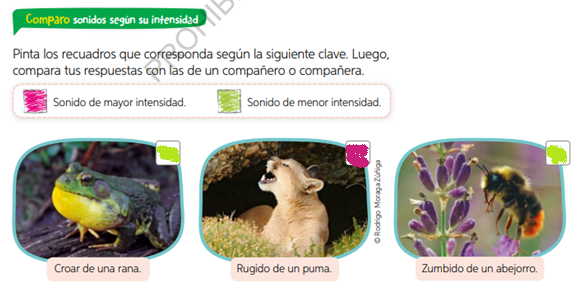 Comparo sonidos según su intensidad
PROHIB
Pinta los recuadros que corresponda según la siguiente clave. Luego,
compara tus respuestas con las de un compañero o compañera.
Sonido de mayor intensidad.
Sonido de menor intensidad.
© Rodrigo Moraga Zúñiga
Croar de una rana.
Rugido de un puma.
Zumbido de un abejorro.